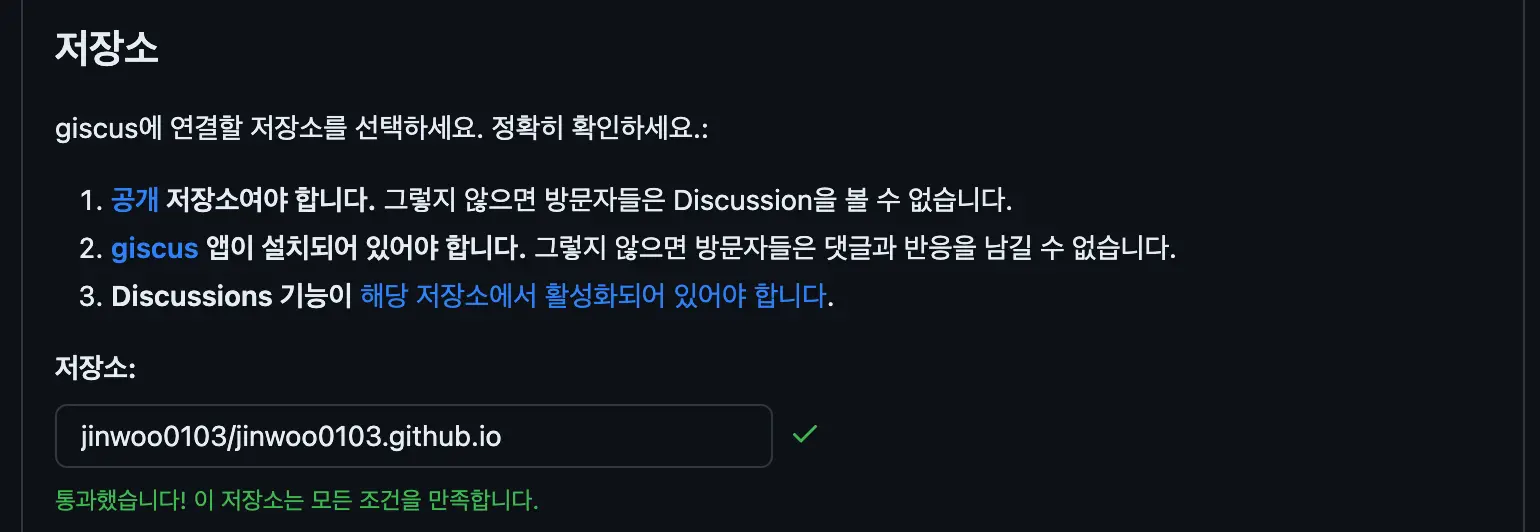 저장소
giscus에 연결할 저장소를 선택하세요. 정확히 확인하세요.:
1. 공개 저장소여야 합니다. 그렇지 않으면 방문자들은 Discussion을 볼 수 없습니다.
2. giscus 앱이 설치되어 있어야 합니다. 그렇지 않으면 방문자들은 댓글과 반응을 남길 수 없습니다.
3. Discussions 기능이 해당 저장소에서 활성화되어 있어야 합니다.
저장소:
jinwoo0103/jinwoo0103.github.io
통과했습니다! 이 저장소는 모든 조건을 만족합니다.